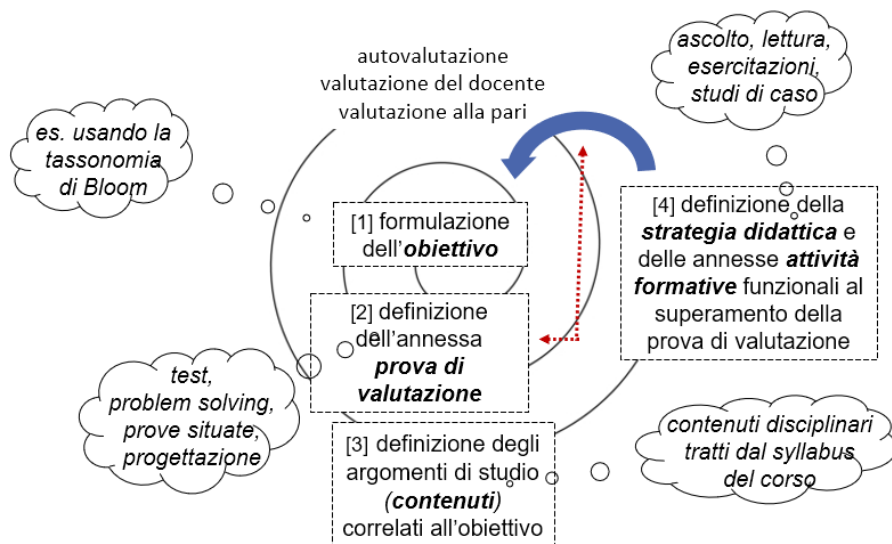 autovalutazione
valutazione del docente
valutazione alla pari
ascolto, lettura,
esercitazioni,
studi di caso
es. usando la
tassonomia
di Bloom
[1] formulazione
dell'obiettivo
[2] definizione
dell'annessa
prova di
valutazione
[3] definizione degli
argomenti di studio
(contenuti)
correlati all'obiettivo
[4] definizione della
strategia didattica e
delle annesse attività
formative funzionali al
superamento della
prova di valutazione
test,
problem solving,
prove situate,
progettazione
contenuti disciplinari
tratti dal syllabus
del corso